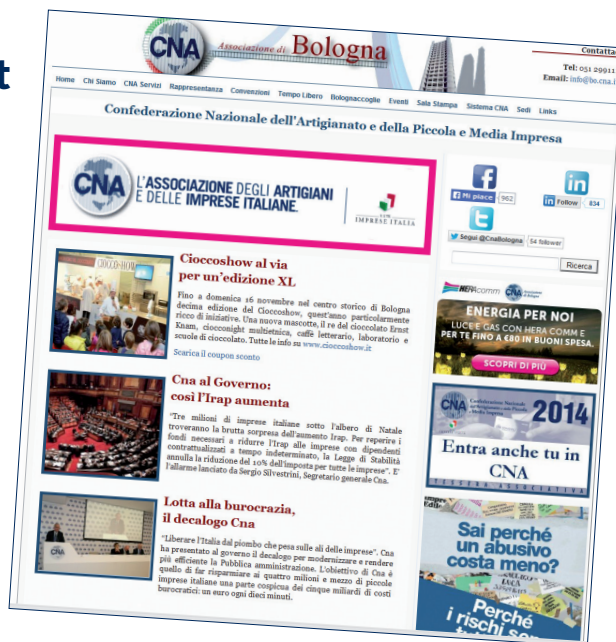 t
CNA
Associazione di Bologna
Tel: 051 29911
Email: info@bo.cna.i
Home Chi Siamo CNA Servizi Rappresentanza Convenzioni Tempo Libero Bolognaccoglie Eventi Sala Stampa Sistema CNA Sedi Links
Confederazione Nazionale dell'Artigianato e della Piccola e Media Impresa
CNA
L'ASSOCIAZIONE DEGLI ARTIGIANI
E DELLE IMPRESE ITALIANE.
IMPRESE ITALIA
Mi piace 962
Follow 834
Segui @CnaBologna 54 follower
Ricerca
Cioccoshow al via
per un'edizione XL
Fino a domenica 16 novembre nel centro storico di Bologna
decima edizione del Cioccoshow, quest'anno particolarmente
ricco di iniziative. Una nuova mascotte, il re del cioccolato Ernst
Knam, ciocconight multietnica, caffè letterario, laboratorio e
scuole di cioccolato. Tutte le info su www.cioccoshow.it
Scarica il coupon sconto
Cna al Governo:
così l'Irap aumenta
"Tre milioni di imprese italiane sotto l'albero di Natale
troveranno la brutta sorpresa dell'aumento Irap. Per reperire i
fondi necessari a ridurre l'Irap alle imprese con dipendenti
contrattualizzati a tempo indeterminato, la Legge di Stabilità
annulla la riduzione del 10% dell'imposta per tutte le imprese". E'
l'allarme lanciato da Sergio Silvestrini, Segretario generale Cna.
Lotta alla burocrazia,
il decalogo Cna
"Liberare l'Italia dal piombo che pesa sulle ali delle imprese". Cna
ha presentato al governo il decalogo per modernizzare e rendere
più efficiente la Pubblica amministrazione. L'obiettivo di Cna è
quello di far risparmiare ai quattro milioni e mezzo di piccole
imprese italiane una parte cospicua dei cinque miliardi di costi
burocratici: un euro ogni dieci minuti.
HERAcomm CNA
ENERGIA PER NOI
LUCE E GAS CON HERA COMM E
PER TE FINO A €80 IN BUONI SPESA.
SCOPRI DI PIÙ
CNA
2014
Entra anche tu in
CNA
TESSERA ASSOCIATIVA
Sai perché
un abusivo
costa meno?
Perché
i rischi